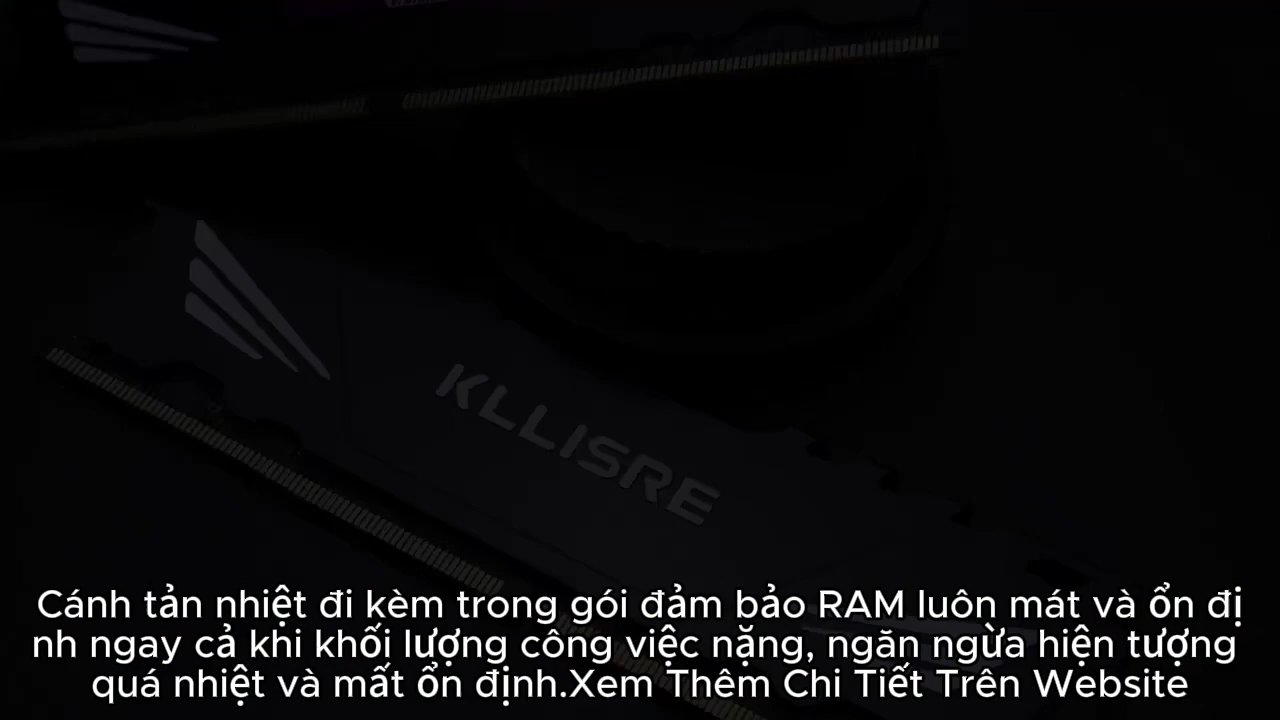 KLLISRE
Cánh tản nhiệt đi kèm trong gói đảm bảo RAM luôn mát và ổn đị
nh ngay cả khi khối lượng công việc nặng, ngăn ngừa hiện tượng
quá nhiệt và mất ổn định.Xem Thêm Chi Tiết Trên Website